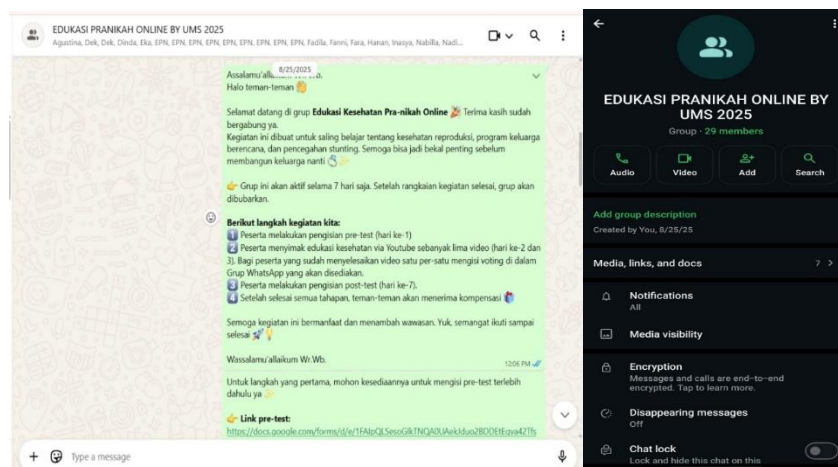 EDUKASI PRANIKAH ONLINE BY UMS 2025
Agustina, Dek, Dek, Dinda, Eka, EPN, EPN, EPN, EPN, EPN, EPN, EPN, EPN, EPN, Fadila, Fanni, Fara, Hanan, Inasya, Nabilla, Nadi...
8/25/2025
Assalamu'alla
Halo teman-teman 👋
Selamat datang di grup Edukasi Kesehatan Pra-nikah Online 🎉 Terima kasih sudah
bergabung ya.
Kegiatan ini dibuat untuk saling belajar tentang kesehatan reproduksi, program keluarga
berencana, dan pencegahan stunting. Semoga bisa jadi bekal penting sebelum
membangun keluarga nanti 💍✨
👉 Grup ini akan aktif selama 7 hari saja. Setelah rangkaian kegiatan selesai, grup akan
dibubarkan.
Berikut langkah kegiatan kita:
1️⃣ Peserta melakukan pengisian pre-test (hari ke-1)
2️⃣ Peserta menyimak edukasi kesehatan via Youtube sebanyak lima video (hari ke-2 dan
3). Bagi peserta yang sudah menyelesaikan video satu per-satu mengisi voting di dalam
Grup WhatsApp yang akan disediakan.
3️⃣ Peserta melakukan pengisian post-test (hari ke-7).
4️⃣ Setelah selesai semua tahapan, teman-teman akan menerima kompensasi 🎁
Semoga kegiatan ini bermanfaat dan menambah wawasan. Yuk, semangat ikuti sampai
selesai 🚀💡
Wassalamu'allaikum Wr.Wb.
12:06 PM
Untuk langkah yang pertama, mohon kesediaannya untuk mengisi pre-test terlebih
dahulu ya ✨
👉 Link pre-test:
Type a message
EDUKASI PRANIKAH ONLINE BY
UMS 2025
Group · 29 members
Audio
Video
Add
Search
Add group description
Created by You, 8/25/25
Media, links, and docs
7 >
Notifications
All
Media visibility
Encryption
Messages and calls are end-to-end
encrypted. Tap to learn more.
Disappearing messages
Off
Chat lock
Lock and hide this chat on this